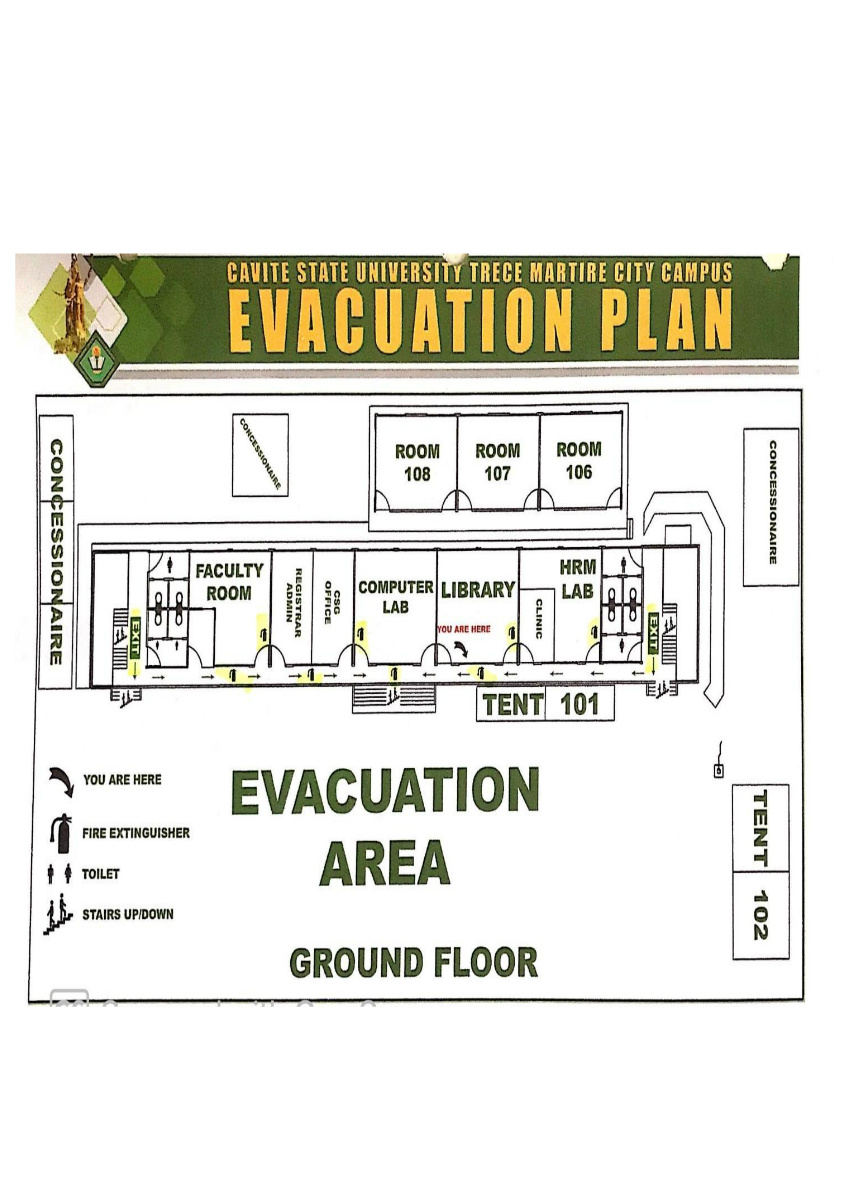 CAVITE STATE UNIVERSITY TRECE MARTIRE CITY CAMPUS
EVACUATION PLAN
CONCESSIONAIRE
CONCESSIONAIRE
ROOM
108
ROOM
107
ROOM
106
CONCESSIONAIRE
FACULTY
ROOM
REGISTRAR
ADMIN
CSG
OFFICE
COMPUTER
LAB
LIBRARY
CLINIC
HRM
LAB
YOU ARE HERE
EXIT
EXIT
TENT 101
YOU ARE HERE
FIRE EXTINGUISHER
TOILET
STAIRS UP/DOWN
EVACUATION
AREA
GROUND FLOOR
TENT 102